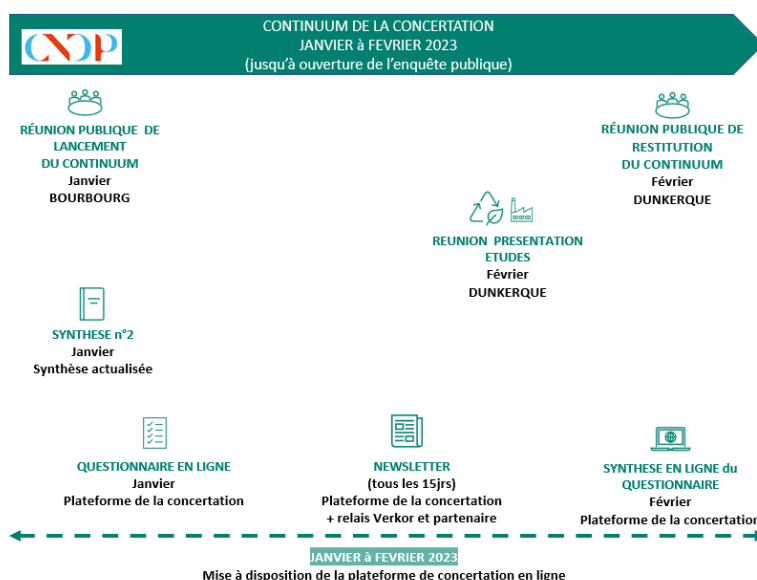 CNDP
CONTINUUM DE LA CONCERTATION
JANVIER à FEVRIER 2023
(jusqu'à ouverture de l'enquête publique)
RÉUNION PUBLIQUE DE
LANCEMENT
DU CONTINUUM
Janvier
BOURBOURG
RÉUNION PUBLIQUE DE
RESTITUTION
DU CONTINUUM
Février
DUNKERQUE
REUNION PRESENTATION
ETUDES
Février
DUNKERQUE
SYNTHESE n°2
Janvier
Synthèse actualisée
QUESTIONNAIRE EN LIGNE
Janvier
Plateforme de la concertation
NEWSLETTER
(tous les 15jrs)
Plateforme de la concertation
+ relais Verkor et partenaire
SYNTHESE EN LIGNE du
QUESTIONNAIRE
Février
Plateforme de la concertation
JANVIER à FEVRIER 2023
Mise à disposition de la plateforme de concertation en ligne